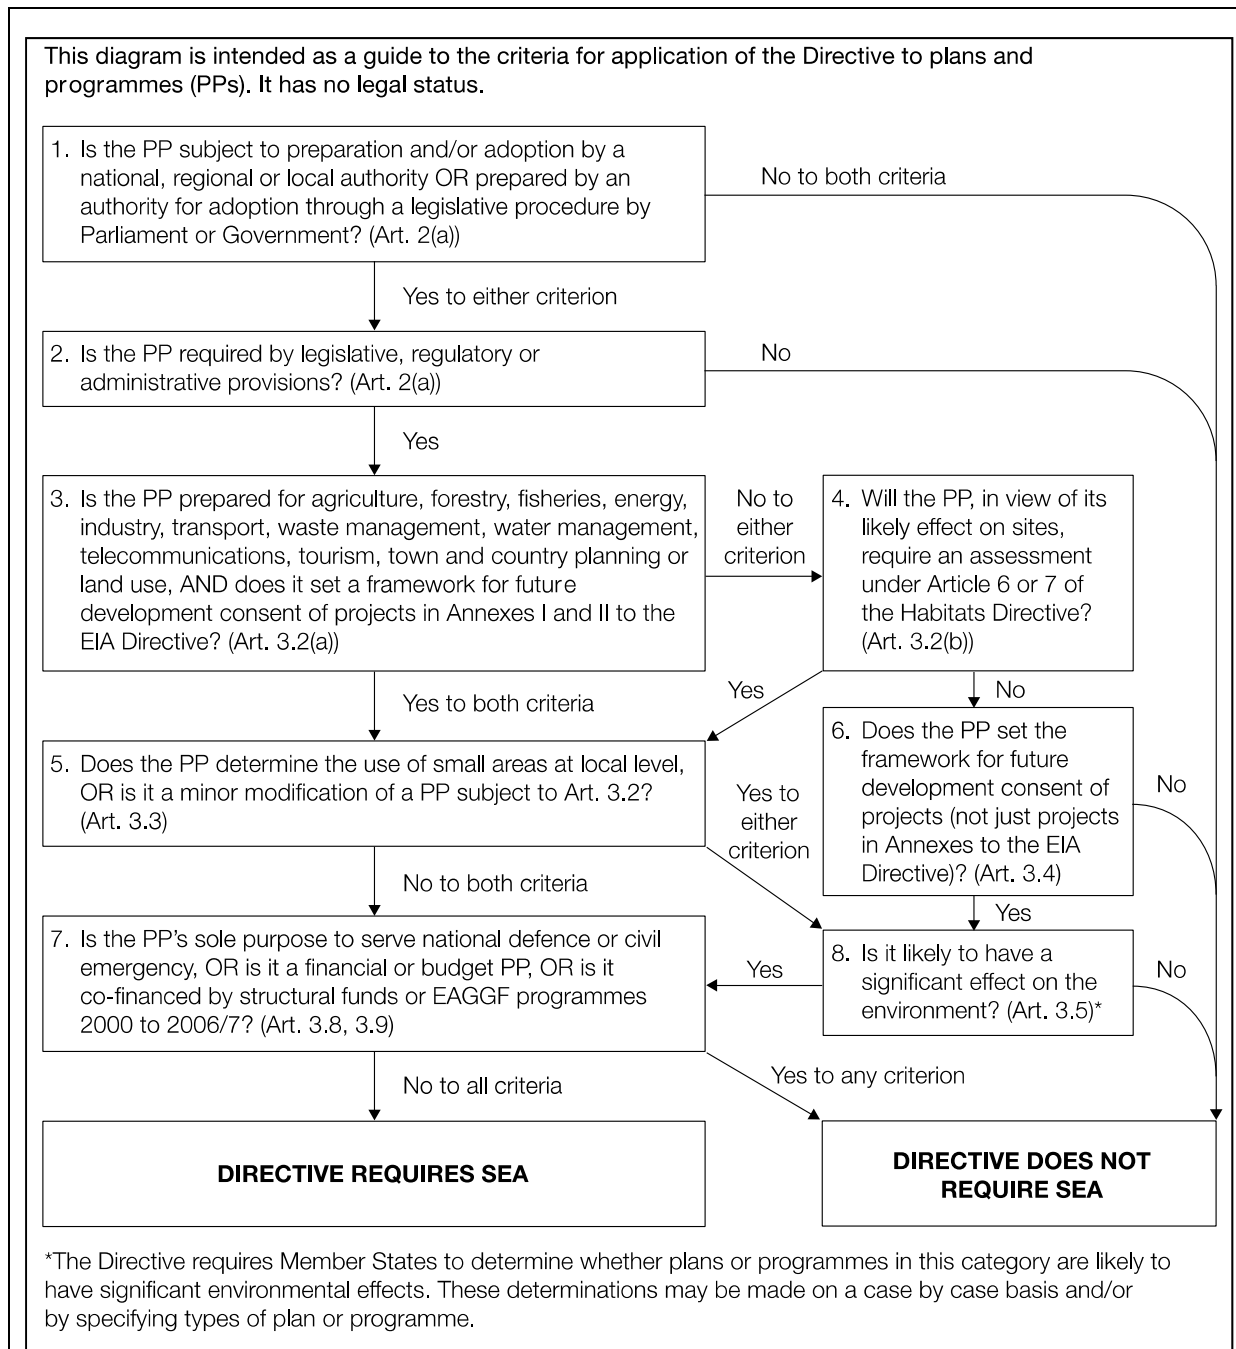 This diagram is intended as a guide to the criteria for application of the Directive to plans and
programmes (PPs). It has no legal status.
1. Is the PP subject to preparation and/or adoption by a
national, regional or local authority OR prepared by an
authority for adoption through a legislative procedure by
Parliament or Government? (Art. 2(a))
No to both criteria
Yes to either criterion
2. Is the PP required by legislative, regulatory or
administrative provisions? (Art. 2(a))
No
Yes
3. Is the PP prepared for agriculture, forestry, fisheries, energy,
industry, transport, waste management, water management,
telecommunications, tourism, town and country planning or
land use, AND does it set a framework for future
development consent of projects in Annexes I and II to the
EIA Directive? (Art. 3.2(a))
No to
either
criterion
4. Will the PP, in view of its
likely effect on sites,
require an assessment
under Article 6 or 7 of
the Habitats Directive?
(Art. 3.2(b))
Yes to both criteria
Yes
No
5. Does the PP determine the use of small areas at local level,
OR is it a minor modification of a PP subject to Art. 3.2?
(Art. 3.3)
Yes to
either
criterion
6. Does the PP set the
framework for future
development consent of
projects (not just projects
in Annexes to the EIA
Directive)? (Art. 3.4)
No
No to both criteria
Yes
7. Is the PP's sole purpose to serve national defence or civil
emergency, OR is it a financial or budget PP, OR is it
co-financed by structural funds or EAGGF programmes
2000 to 2006/7? (Art. 3.8, 3.9)
Yes
8. Is it likely to have a
significant effect on the
environment? (Art. 3.5)*
No
No to all criteria
Yes to any criterion
DIRECTIVE REQUIRES SEA
DIRECTIVE DOES NOT
REQUIRE SEA
*The Directive requires Member States to determine whether plans or programmes in this category are likely to
have significant environmental effects. These determinations may be made on a case by case basis and/or
by specifying types of plan or programme.